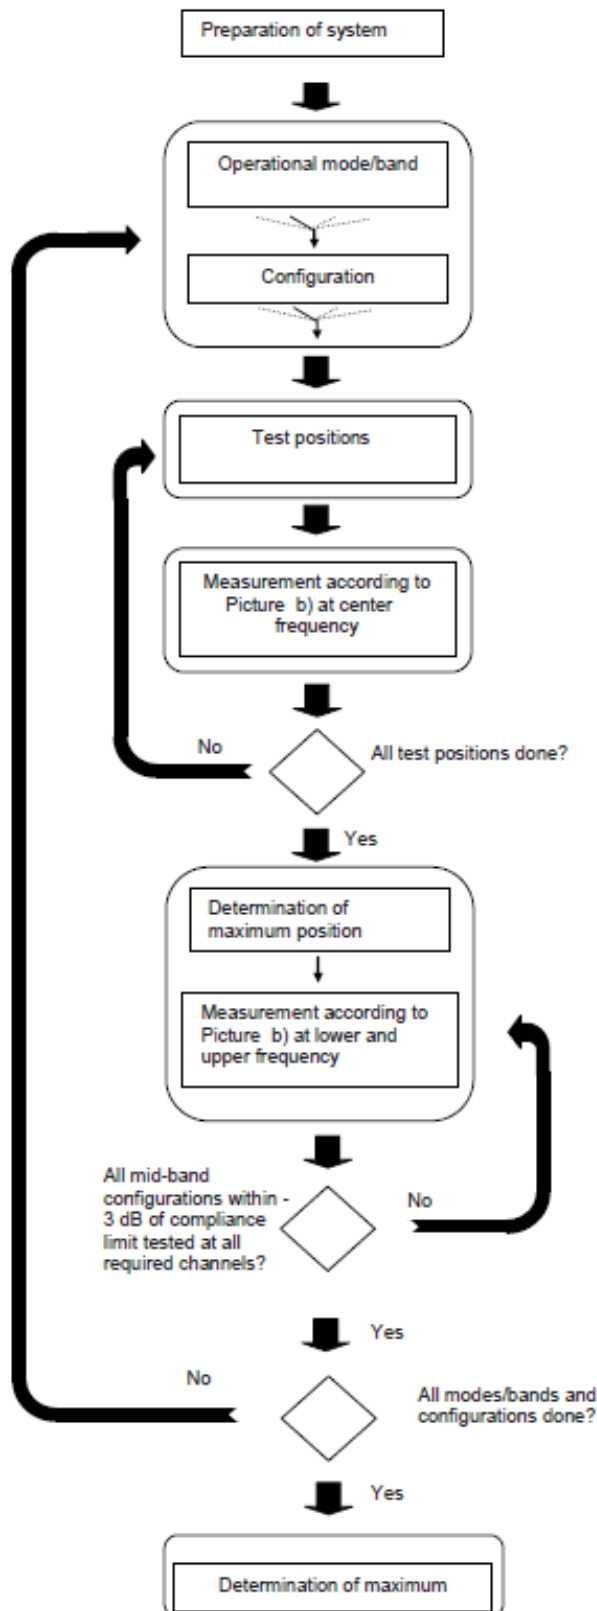 Preparation of system
Operational mode/band
Configuration
Test positions
Measurement according to
Picture b) at center
frequency
No
All test positions done?
Yes
Determination of
maximum position
Measurement according to
Picture b) at lower and
upper frequency
All mid-band
configurations within -
3 dB of compliance
limit tested at all
required channels?
No
Yes
No
All modes/bands and
configurations done?
Yes
Determination of maximum